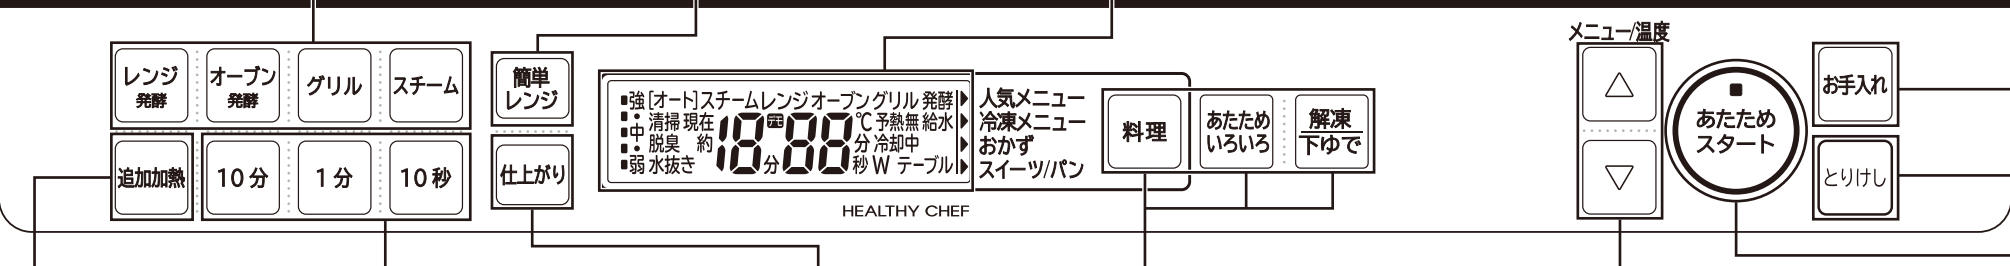 メニュー/温度
レンジ
発酵
オーブン
発酵
グリル
スチーム
簡単
レンジ
追加加熱
10分
1分
10秒
仕上がり
強 [オート]スチームレンジオーブングリル 発酵
清掃 現在 ℃ 予熱無 給水
中
脱臭 約 18 分 88 分 冷却中
弱 水抜き 秒 W テーブル
人気メニュー
冷凍メニュー
おかず
スイーツ/パン
HEALTHY CHEF
料理
あたため
いろいろ
解凍
下ゆで
△
▽
あたため
スタート
お手入れ
とりけし